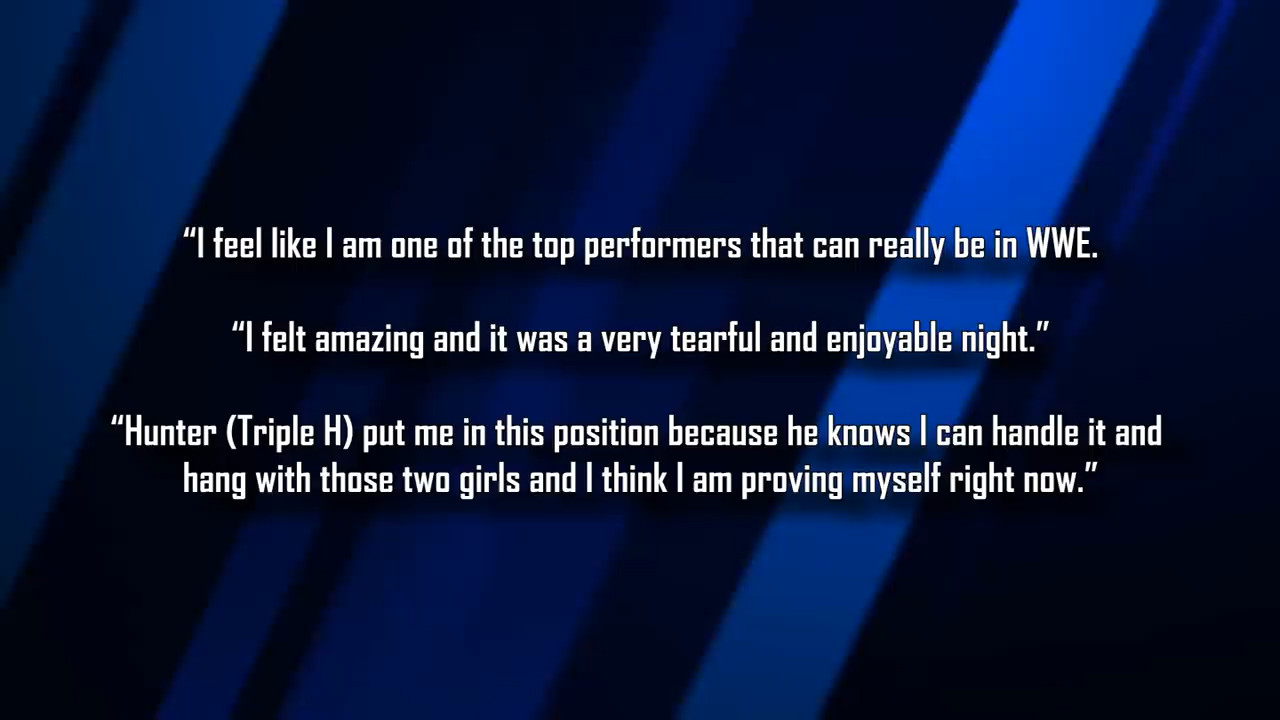 “I feel like I am one of the top performers that can really be in WWE.
“I felt amazing and it was a very tearful and enjoyable night.”
“Hunter (Triple H) put me in this position because he knows I can handle it and
hang with those two girls and I think I am proving myself right now.”